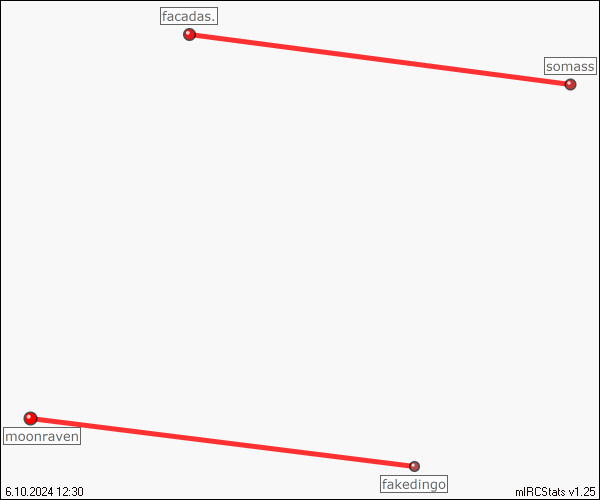 facadas.
somass
moonraven
fakedingo
6.10.2024 12:30
mIRCStats v1.25